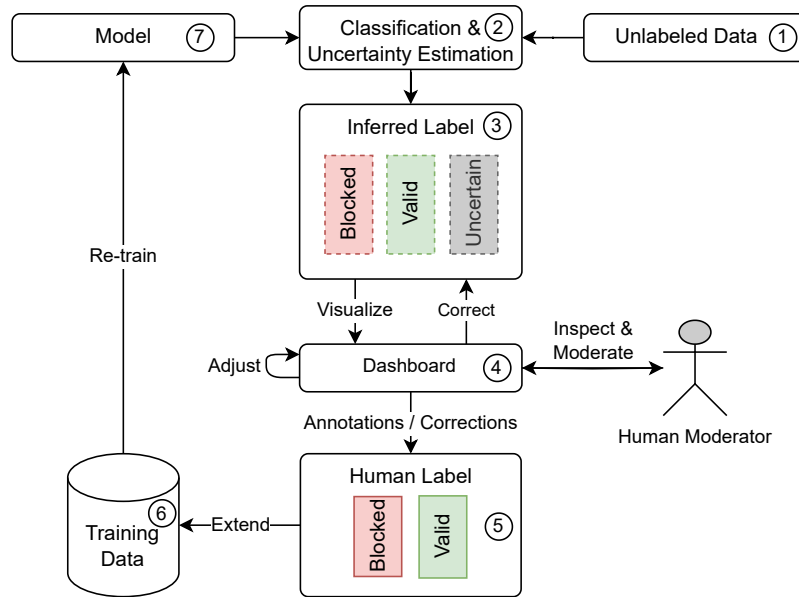 Model 7
Classification & 2
Uncertainty Estimation
Unlabeled Data 1
Inferred Label 3
Blocked
Valid
Uncertain
Re-train
Visualize
Correct
Adjust
Dashboard 4
Inspect &
Moderate
Human Moderator
Annotations / Corrections
Human Label
Blocked
Valid
5
Extend
6
Training
Data